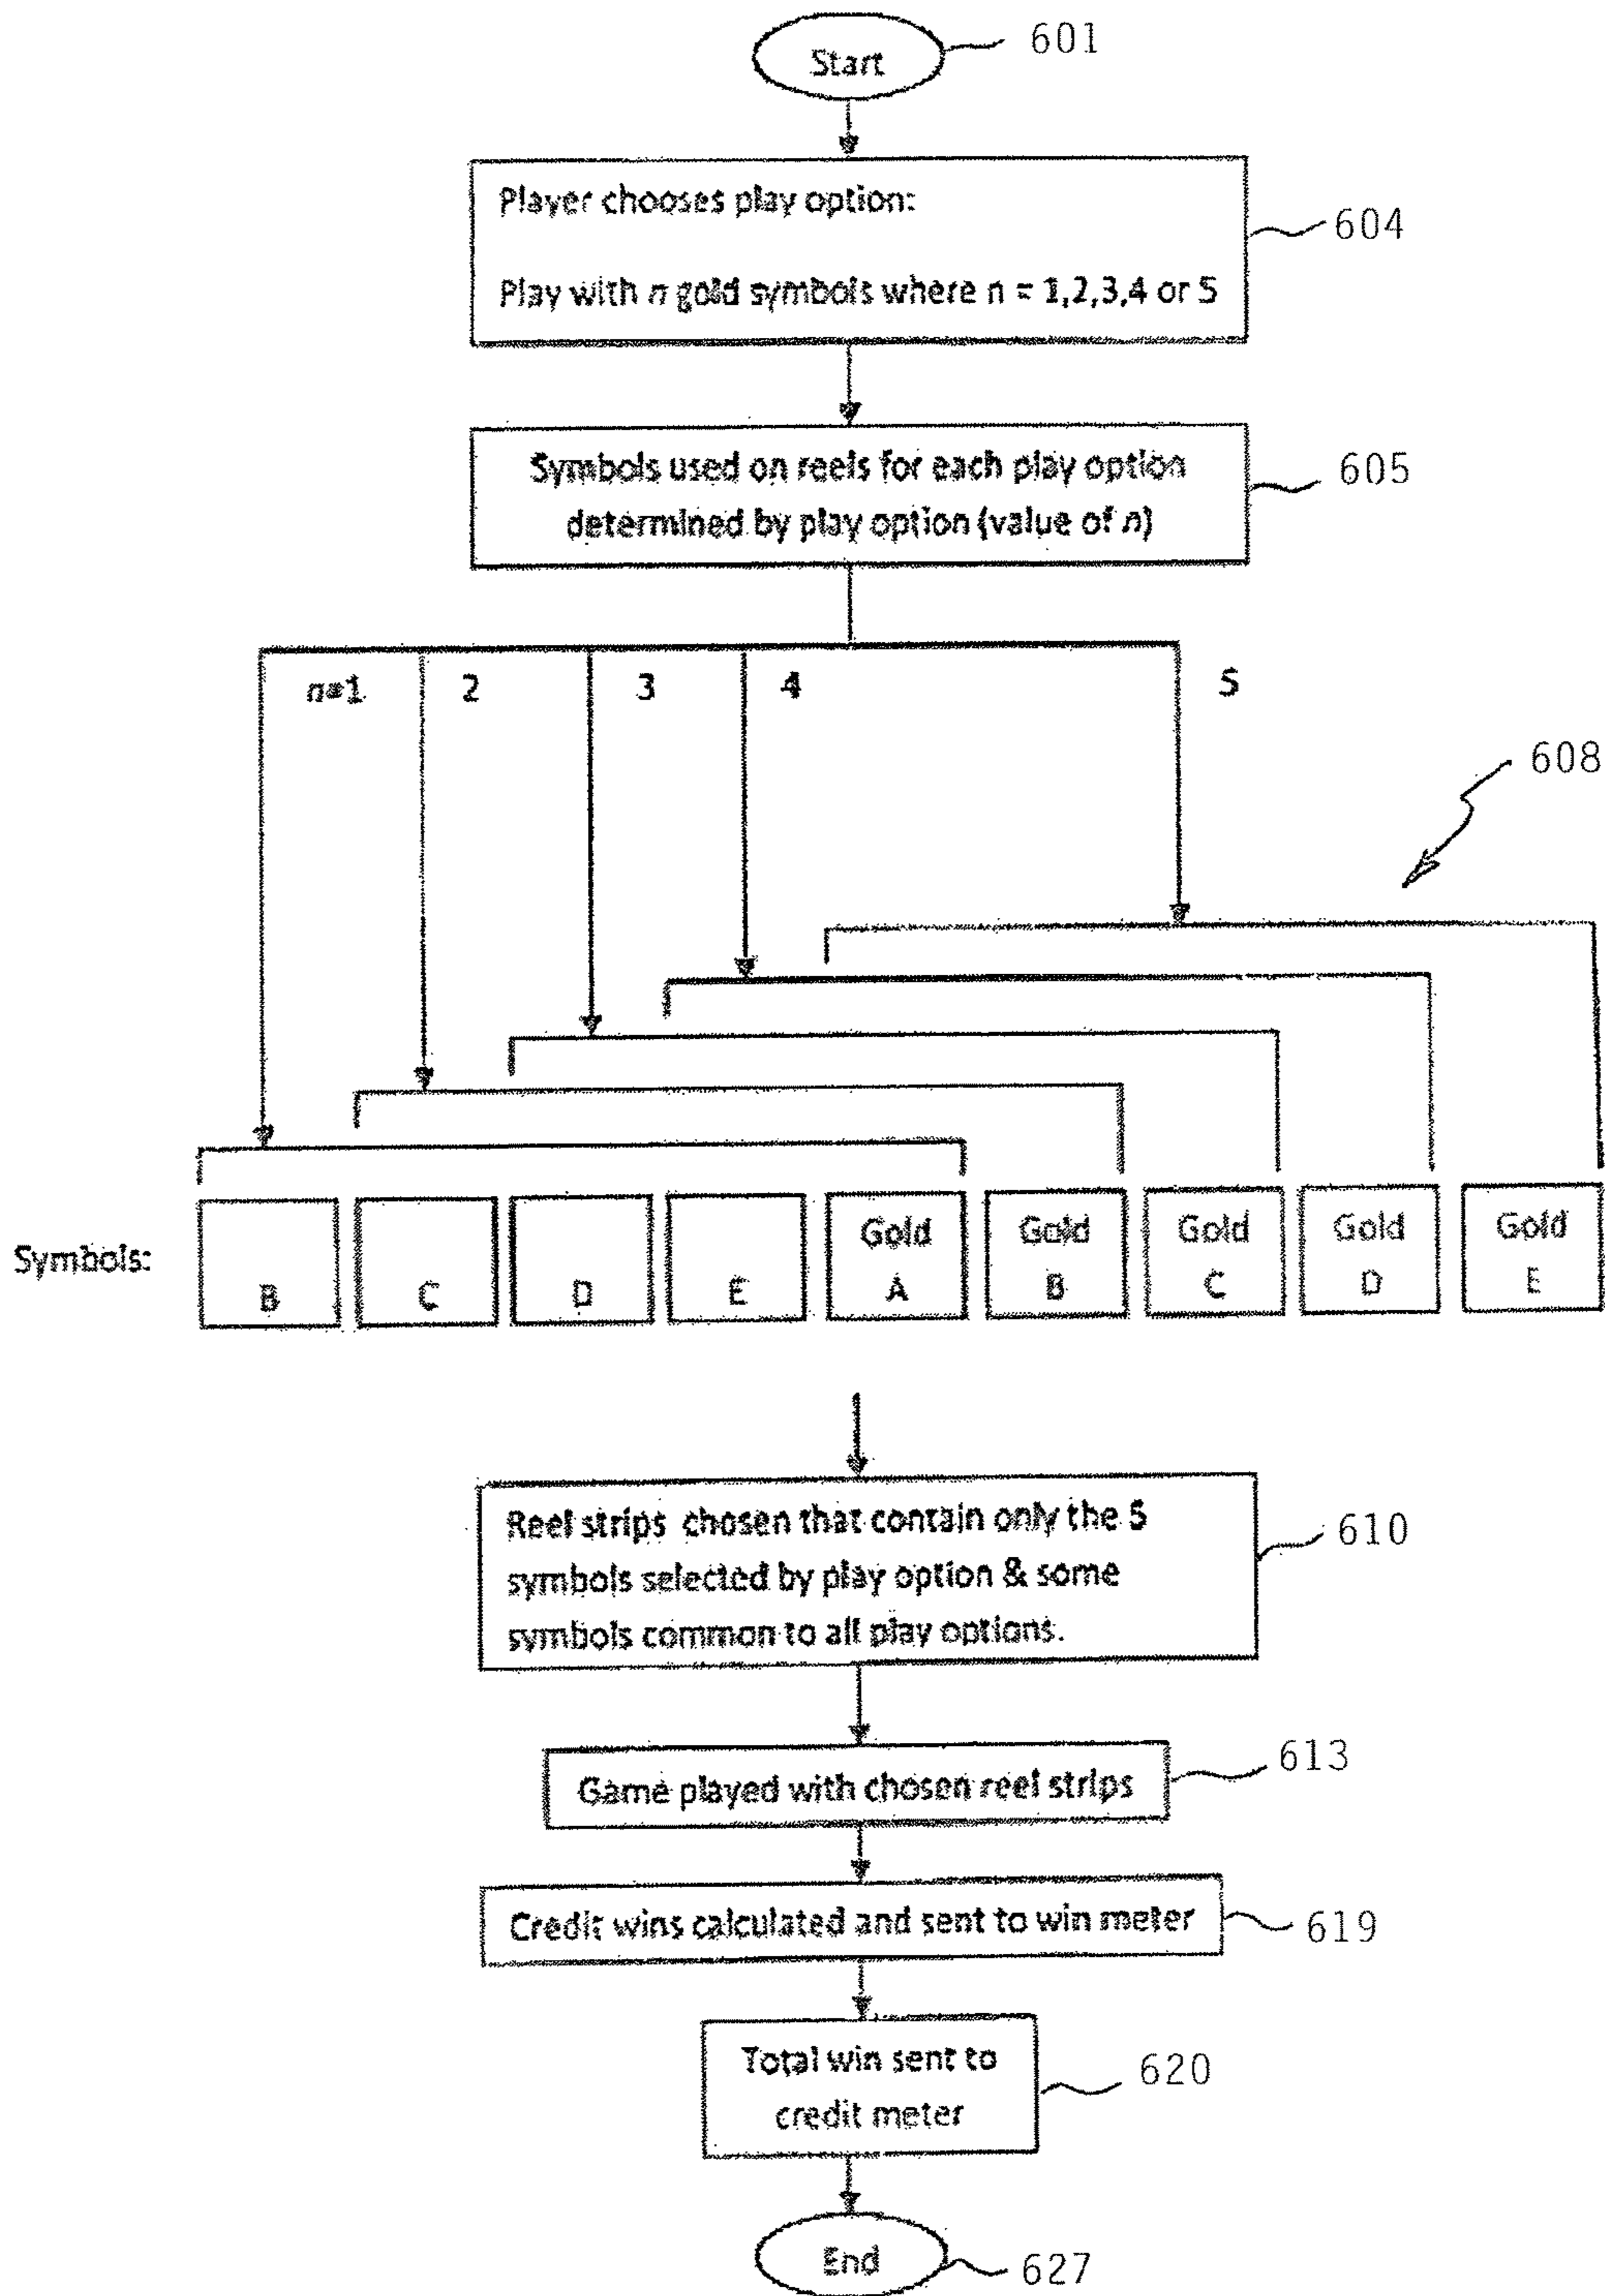 Start
601
Player chooses play option:
604
Play with n gold symbols where n = 1,2,3,4 or 5
Symbols used on reels for each play option
605
determined by play option (value of n)
n=1 2 3 4 5
608
Symbols:
B
C
D
E
Gold
A
Gold
B
Gold
C
Gold
D
Gold
E
Reel strips chosen that contain only the 5
610
symbols selected by play option & some
symbols common to all play options.
Game played with chosen reel strips
613
Credit wins calculated and sent to win meter
619
Total win sent to
620
credit meter
End
627